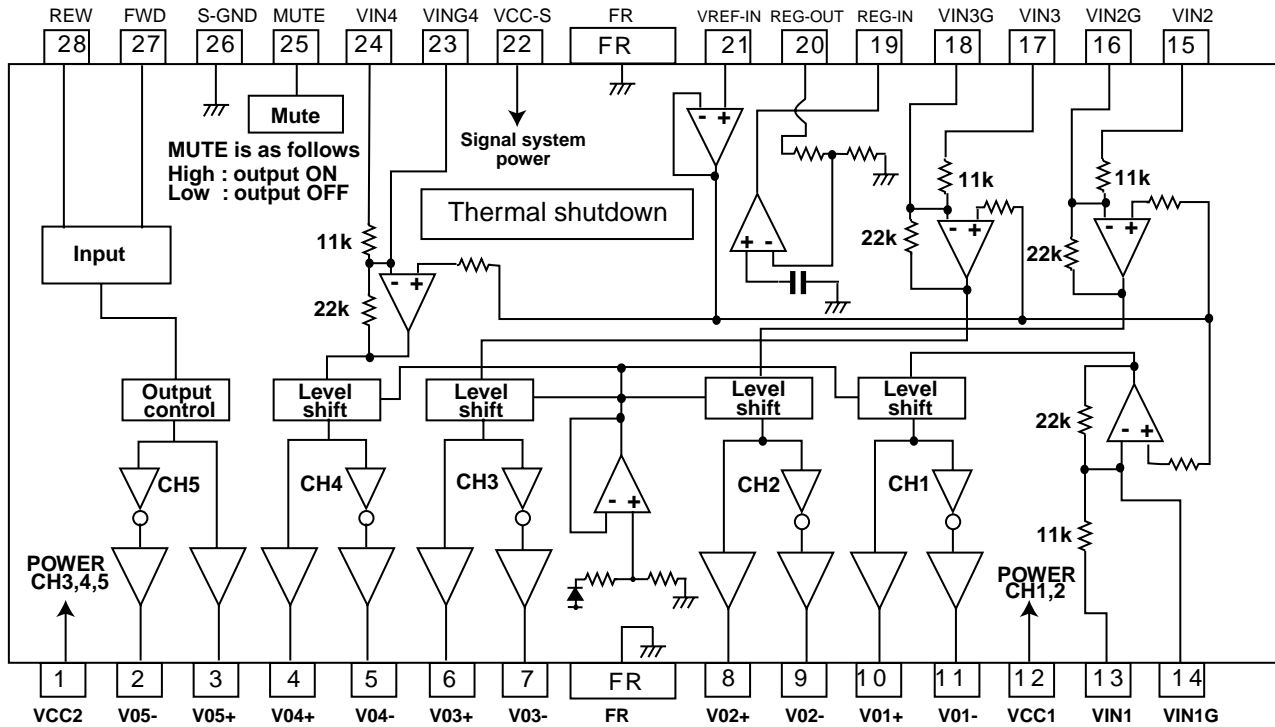 REW FWD S-GND MUTE VIN4 VING4 VCC-S FR VREF-IN REG-OUT REG-IN VIN3G VIN3 VIN2G VIN2
28 27 26 25 24 23 22 FR 21 20 19 18 17 16 15
Mute
MUTE is as follows
High : output ON
Low : output OFF
Signal system
power
Thermal shutdown
Input
11k
22k
- +
- +
+ -
11k
22k
- +
11k
22k
- +
Output
control
Level
shift
Level
shift
Level
shift
Level
shift
22k
- +
11k
CH5
CH4
CH3
- +
CH2
CH1
POWER
CH3,4,5
POWER
CH1,2
1 2 3 4 5 6 7 FR 8 9 10 11 12 13 14
VCC2 V05- V05+ V04+ V04- V03+ V03- FR V02+ V02- V01+ V01- VCC1 VIN1 VIN1G